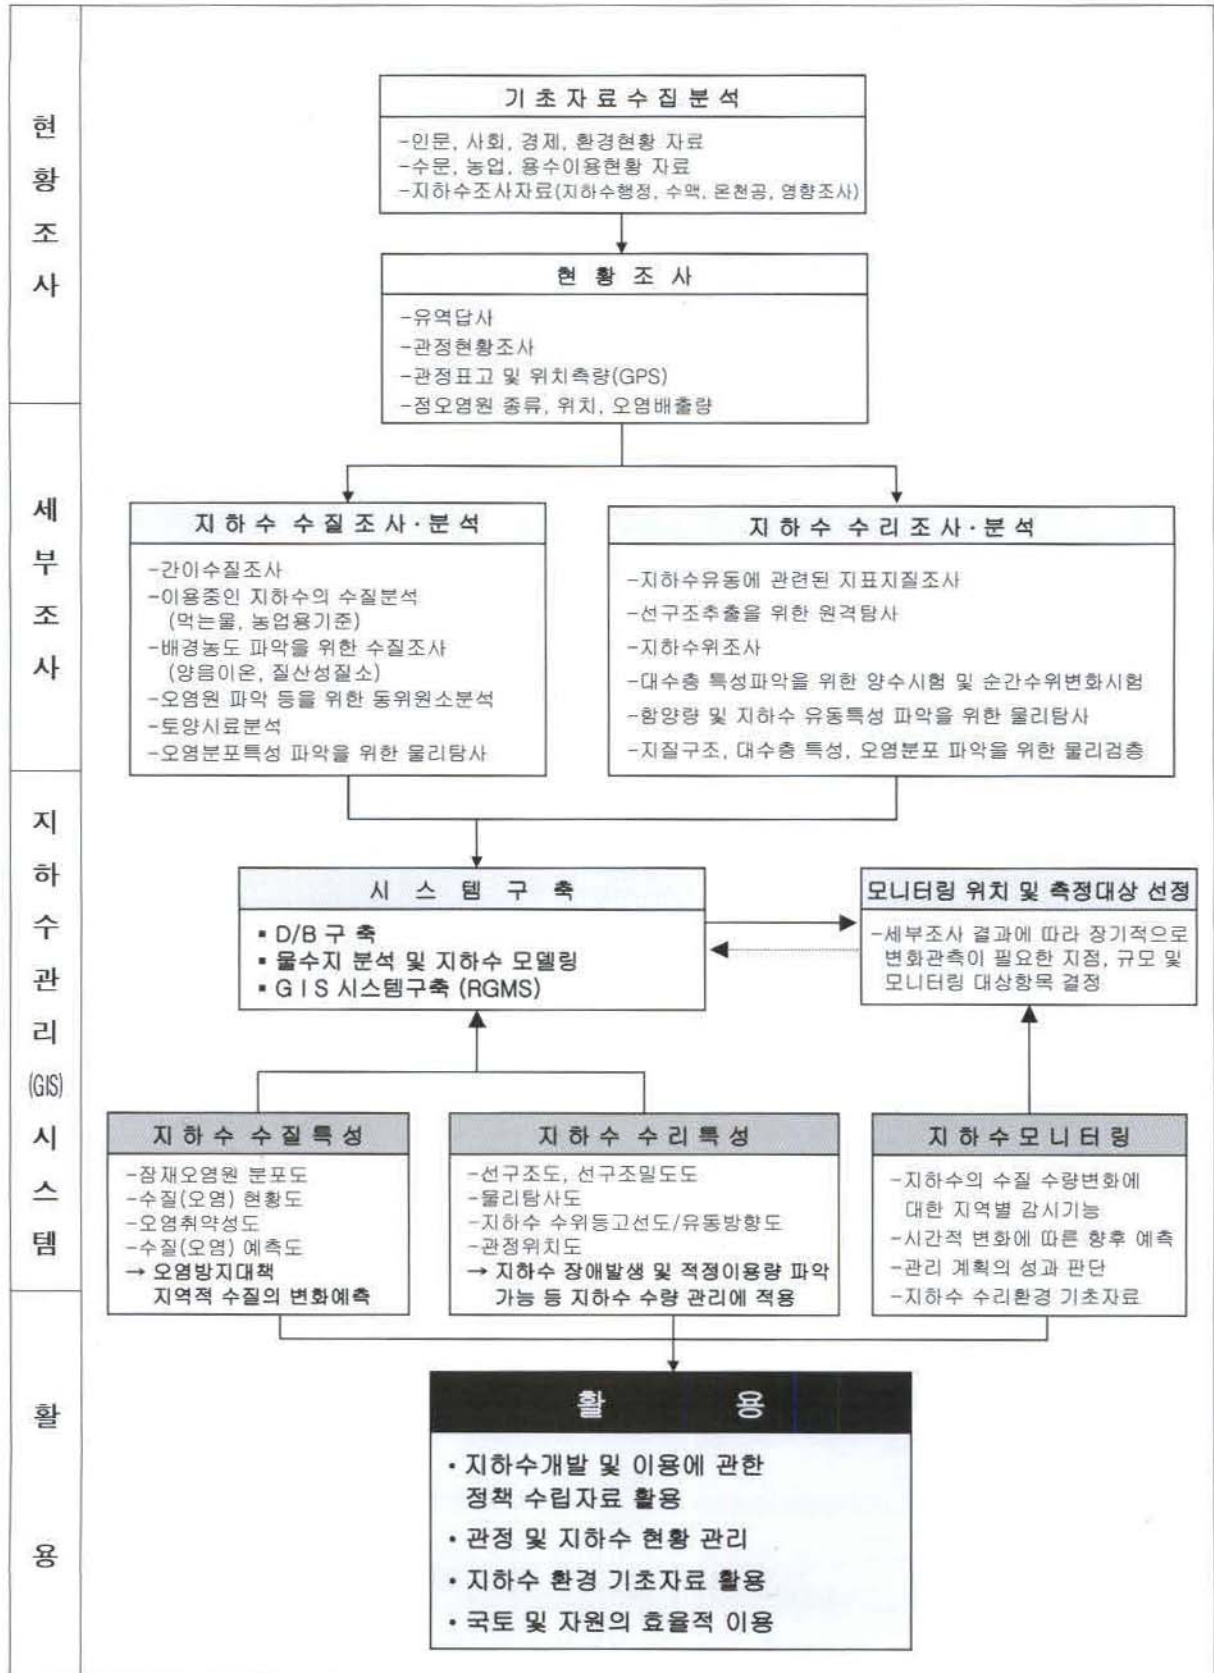 현황조사
기 초 자 료 수 집 분 석
-인문, 사회, 경제, 환경현황 자료
-수문, 농업, 용수이용현황 자료
-지하수조사자료(지하수행정, 수맥, 온천공, 영향조사)
현 황 조 사
-유역답사
-관정현황조사
-관정표고 및 위치측량(GPS)
-점오염원 종류, 위치, 오염배출량
세부조사
지 하 수 수 질 조 사 · 분 석
-간이수질조사
-이용중인 지하수의 수질분석
(먹는물, 농업용기준)
-배경농도 파악을 위한 수질조사
(양음이온, 질산성질소)
-오염원 파악 등을 위한 동위원소분석
-토양시료분석
-오염분포특성 파악을 위한 물리탐사
지 하 수 수 리 조 사 · 분 석
-지하수유동에 관련된 지표지질조사
-선구조추출을 위한 원격탐사
-지하수위조사
-대수층 특성파악을 위한 양수시험 및 순간수위변화시험
-함양량 및 지하수 유동특성 파악을 위한 물리탐사
-지질구조, 대수층 특성, 오염분포 파악을 위한 물리검층
지하수관리(GIS)시스템
시 스 템 구 축
▪ D/B 구 축
▪ 물수지 분석 및 지하수 모델링
▪ G I S 시스템구축 (RGMS)
모니터링 위치 및 측정대상 선정
-세부조사 결과에 따라 장기적으로
변화관측이 필요한 지점, 규모 및
모니터링 대상항목 결정
지 하 수 수 질 특 성
-잠재오염원 분포도
-수질(오염) 현황도
-오염취약성도
-수질(오염) 예측도
→ 오염방지대책
지역적 수질의 변화예측
지 하 수 수 리 특 성
-선구조도, 선구조밀도도
-물리탐사도
-지하수 수위등고선도/유동방향도
-관정위치도
→ 지하수 장애발생 및 적정이용량 파악
가능 등 지하수 수량 관리에 적용
지 하 수 모 니 터 링
-지하수의 수질 수량변화에
대한 지역별 감시기능
-시간적 변화에 따른 향후 예측
-관리 계획의 성과 판단
-지하수 수리환경 기초자료
활용
활 용
• 지하수개발 및 이용에 관한
정책 수립자료 활용
• 관정 및 지하수 현황 관리
• 지하수 환경 기초자료 활용
• 국토 및 자원의 효율적 이용